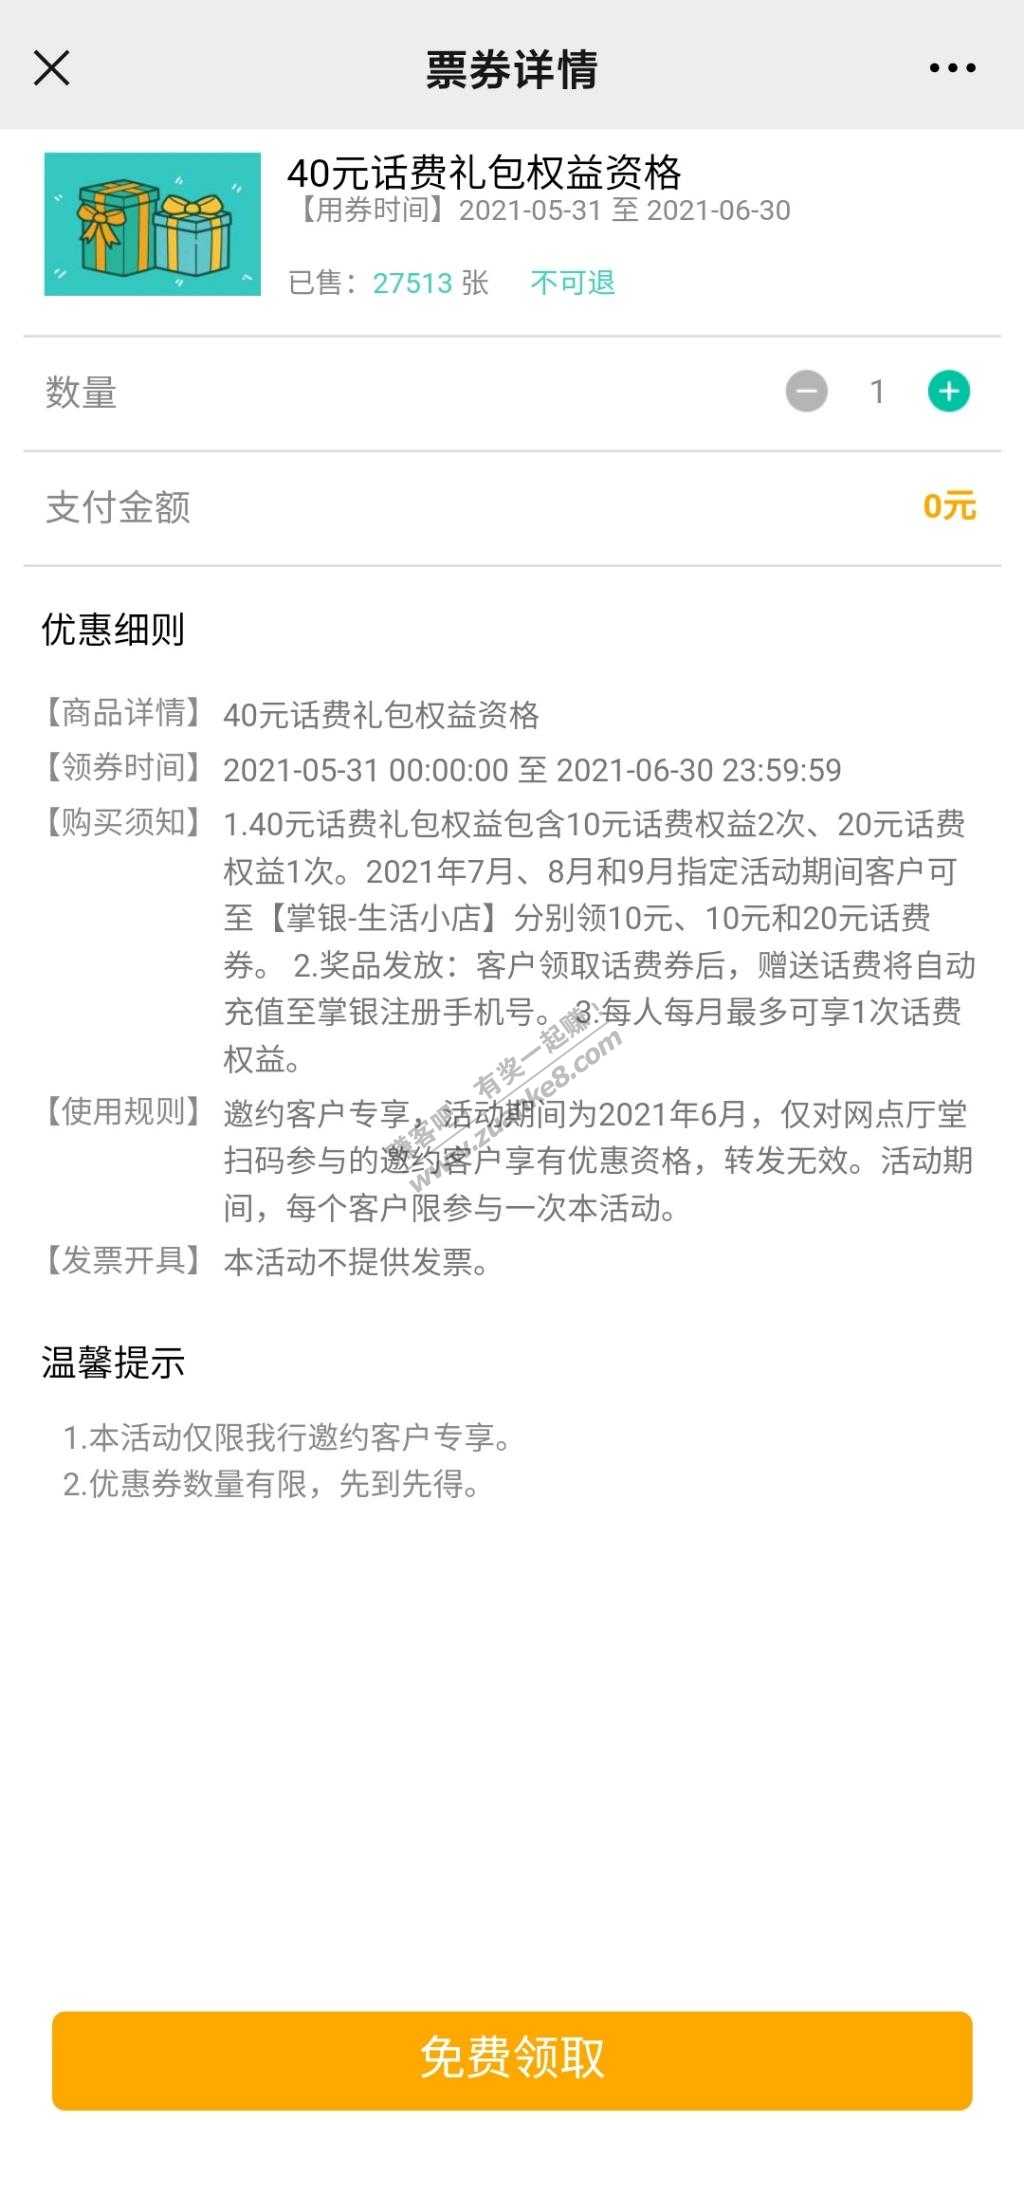 票券详情
40元话费礼包权益资格
【用券时间】2021-05-31 至 2021-06-30
已售：27513 张 不可退
数量 1
支付金额 0元
优惠细则
【商品详情】 40元话费礼包权益资格
【领券时间】 2021-05-31 00:00:00 至 2021-06-30 23:59:59
【购买须知】 1.40元话费礼包权益包含10元话费权益2次、20元话费
权益1次。2021年7月、8月和9月指定活动期间客户可
至【掌银-生活小店】分别领10元、10元和20元话费
券。 2.奖品发放：客户领取话费券后，赠送话费将自动
充值至掌银注册手机号。 3.每人每月最多可享1次话费
权益。
【使用规则】 邀约客户专享，活动期间为2021年6月，仅对网点厅堂
扫码参与的邀约客户享有优惠资格，转发无效。活动期
间，每个客户限参与一次本活动。
【发票开具】 本活动不提供发票。
赚客吧，有奖一起赚！
www.zuanke8.com
温馨提示
1.本活动仅限我行邀约客户专享。
2.优惠券数量有限，先到先得。
免费领取